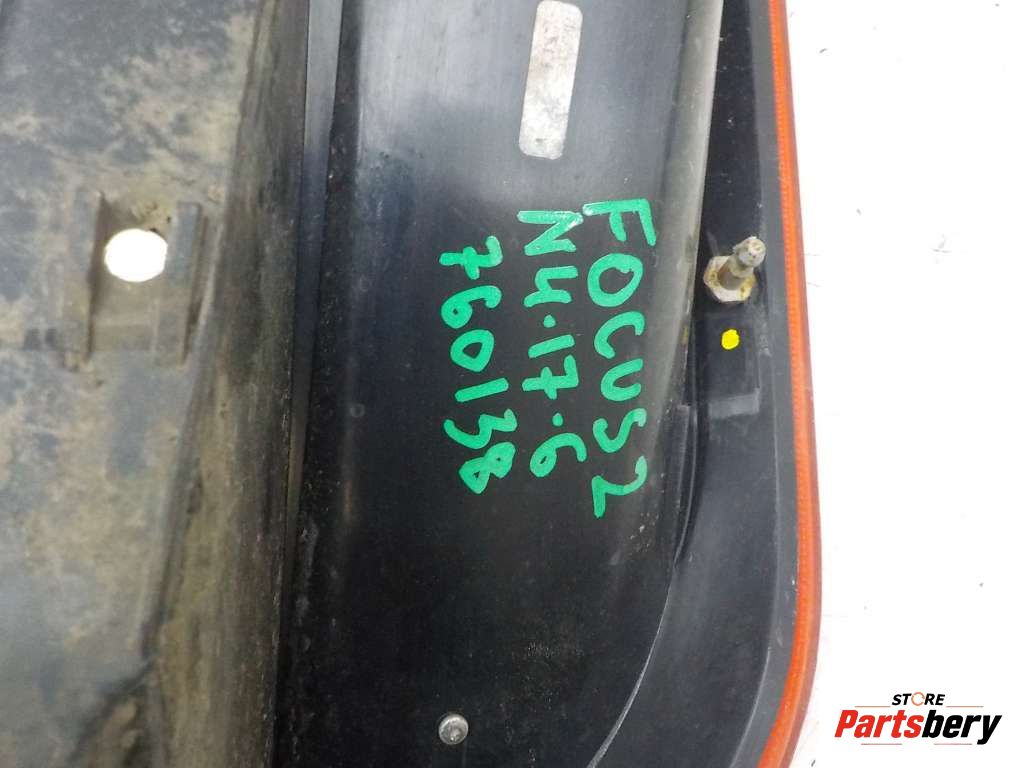 FOCUS2
N4.17.6
760138
STORE
Partsbery